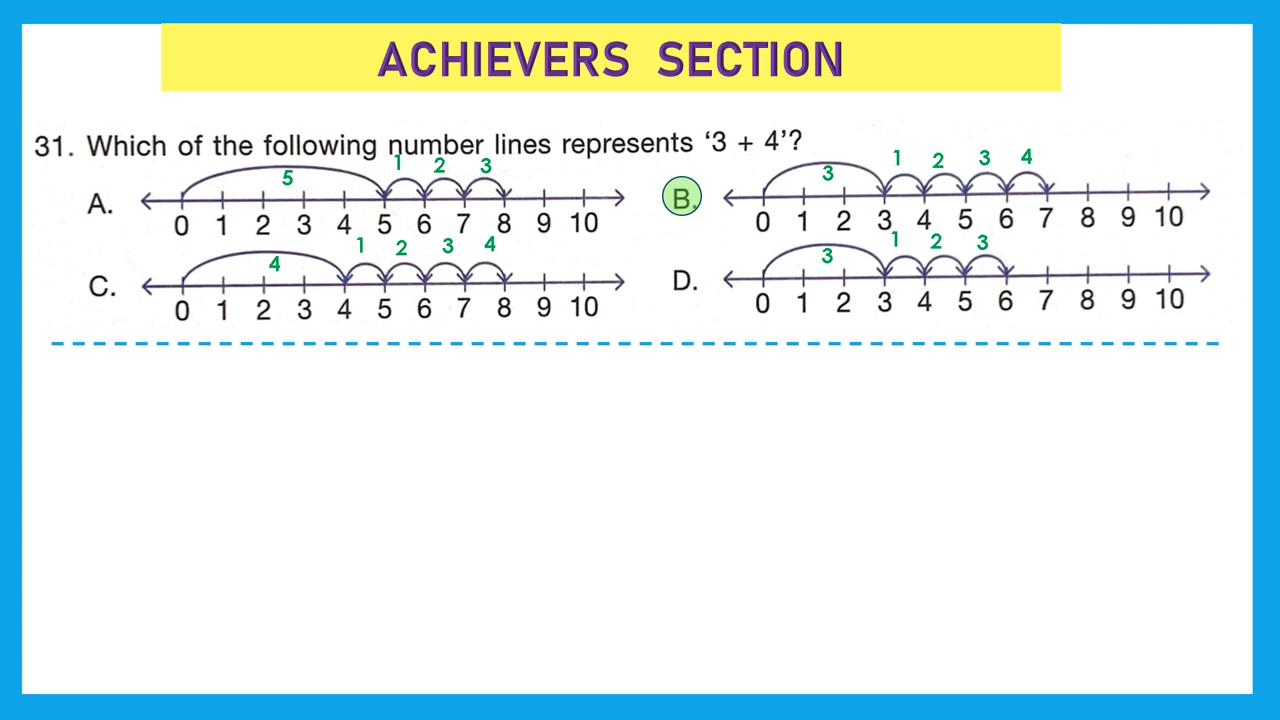 ACHIEVERS SECTION
31. Which of the following number lines represents ‘3 + 4’?
A.
5 1 2 3
0 1 2 3 4 5 6 7 8 9 10
B.
3 1 2 3 4
0 1 2 3 4 5 6 7 8 9 10
C.
4 1 2 3 4
0 1 2 3 4 5 6 7 8 9 10
D.
3 1 2 3
0 1 2 3 4 5 6 7 8 9 10